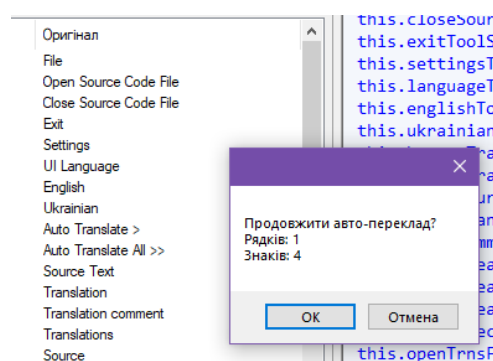 Оригінал
File
Open Source Code File
Close Source Code File
Exit
Settings
UI Language
English
Ukrainian
Auto Translate >
Auto Translate All >>
Source Text
Translation
Translation comment
Translations
Source
this.closeSour
this.exitToolS
this.settingsT
this.languageT
this.englishTo
this.ukrainian
Продовжити авто-переклад?
Рядків: 1
Знаків: 4
OK
Отмена
this.openTrnsF